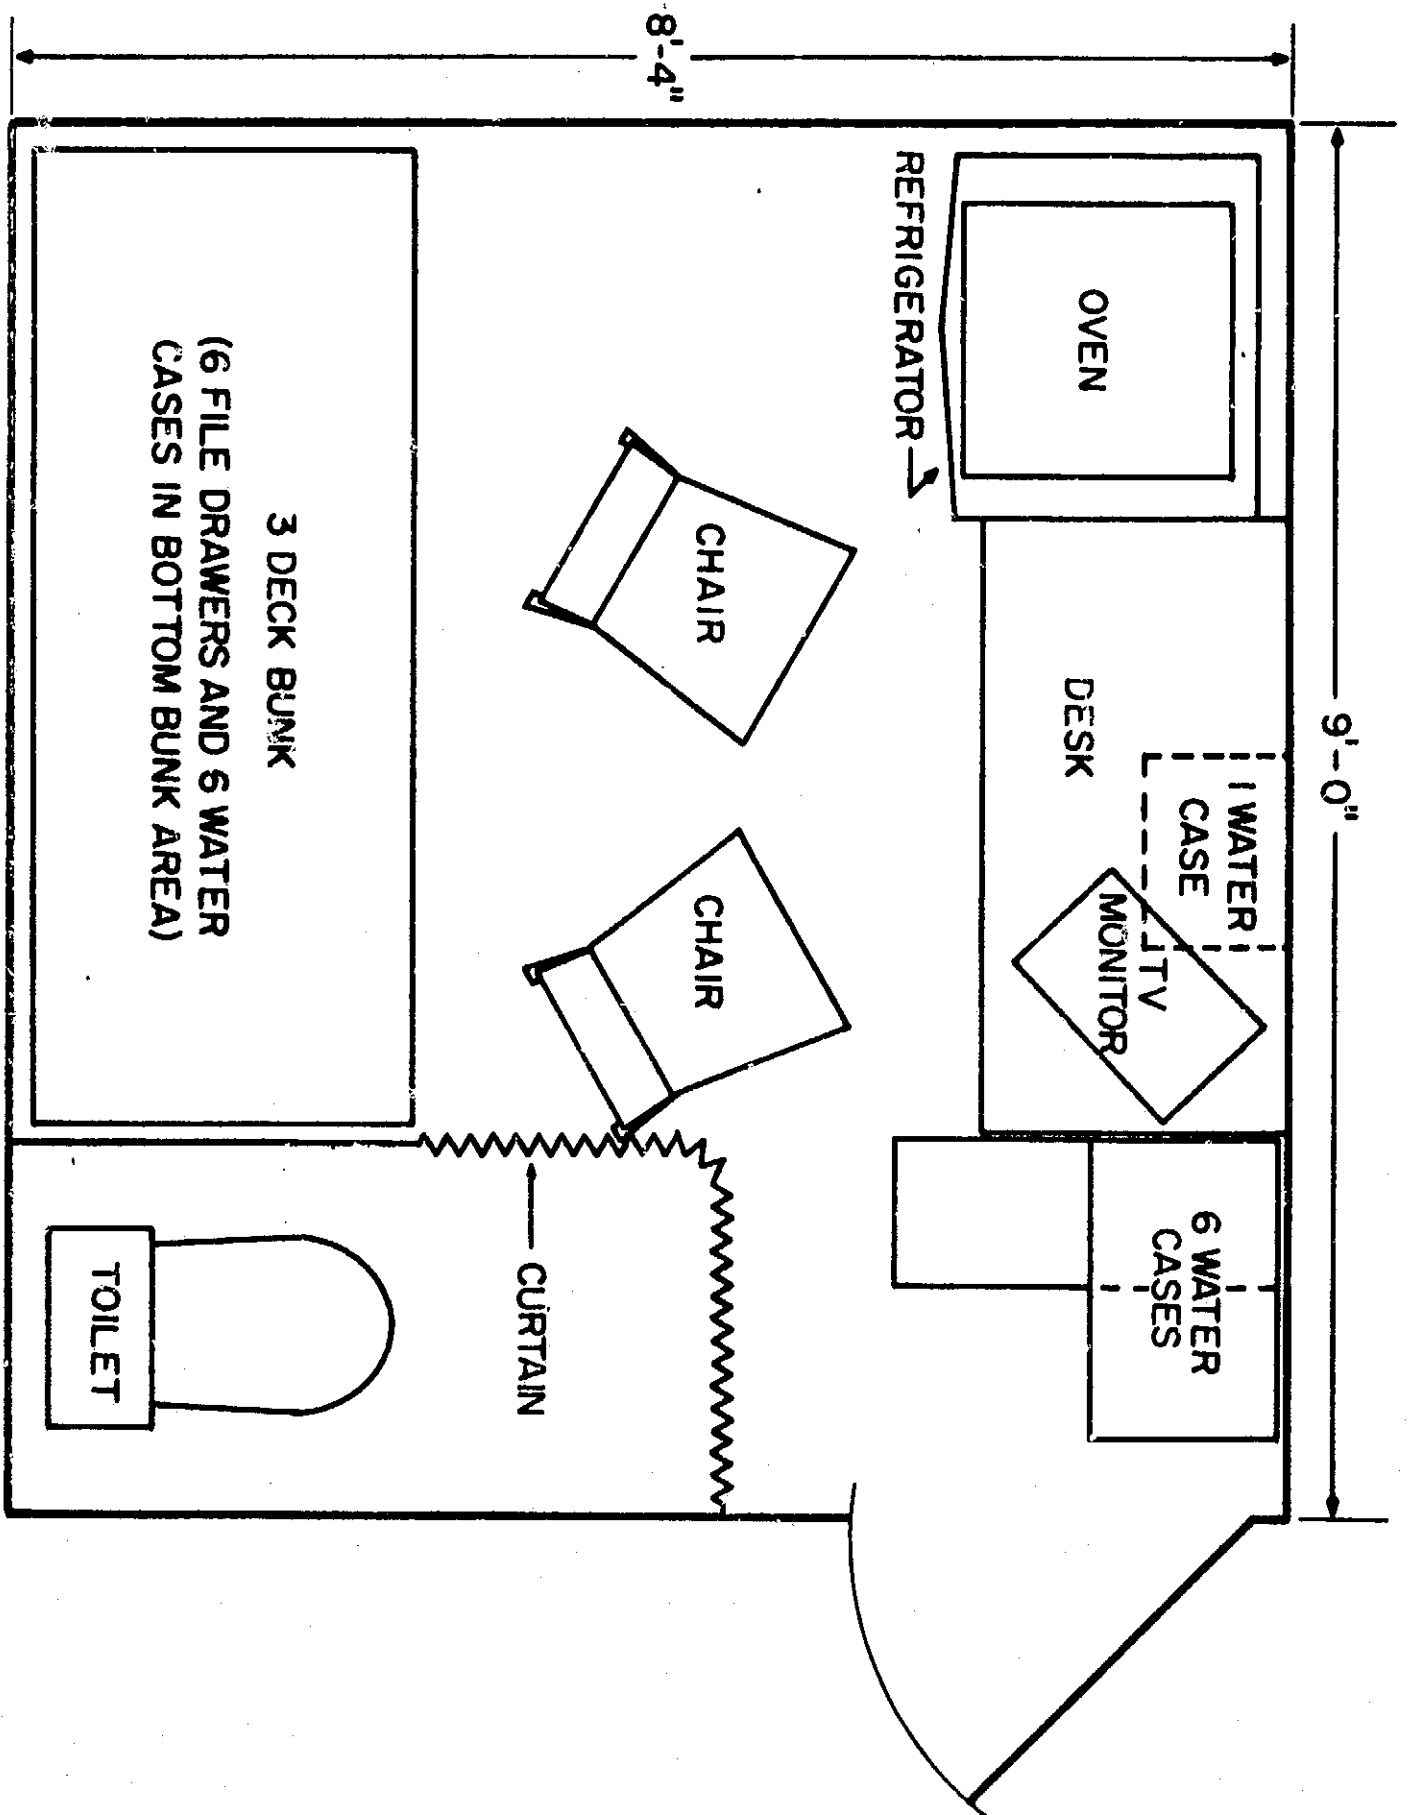 9'-0"
OVEN
1 WATER
CASE
6 WATER
CASES
TV
MONITOR
DESK
REFRIGERATOR
8'-4"
CHAIR
CHAIR
CURTAIN
3 DECK BUNK
(6 FILE DRAWERS AND 6 WATER
CASES IN BOTTOM BUNK AREA)
TOILET